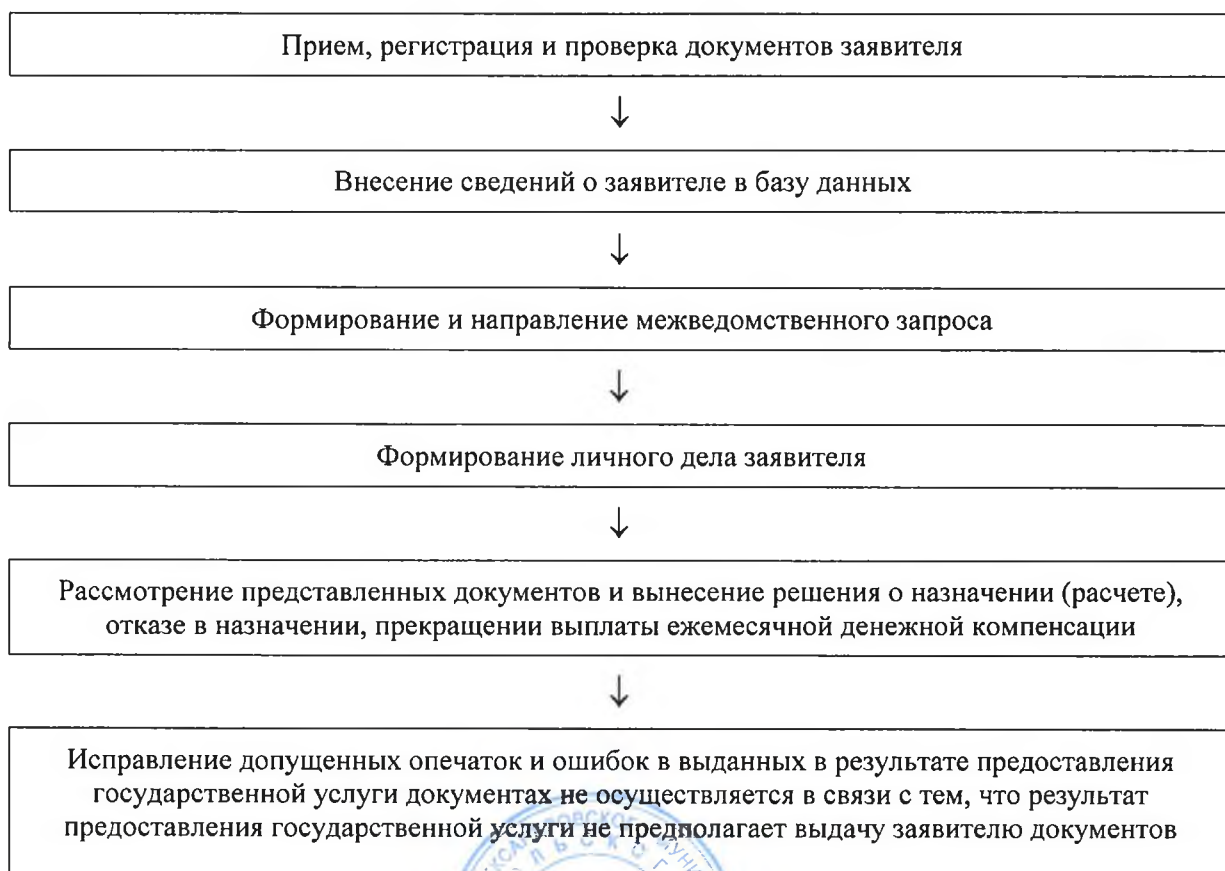 Прием, регистрация и проверка документов заявителя
↓
Внесение сведений о заявителе в базу данных
↓
Формирование и направление межведомственного запроса
↓
Формирование личного дела заявителя
↓
Рассмотрение представленных документов и вынесение решения о назначении (расчете),
отказе в назначении, прекращении выплаты ежемесячной денежной компенсации
↓
Исправление допущенных опечаток и ошибок в выданных в результате предоставления
государственной услуги документах не осуществляется в связи с тем, что результат
предоставления государственной услуги не предполагает выдачу заявителю документов